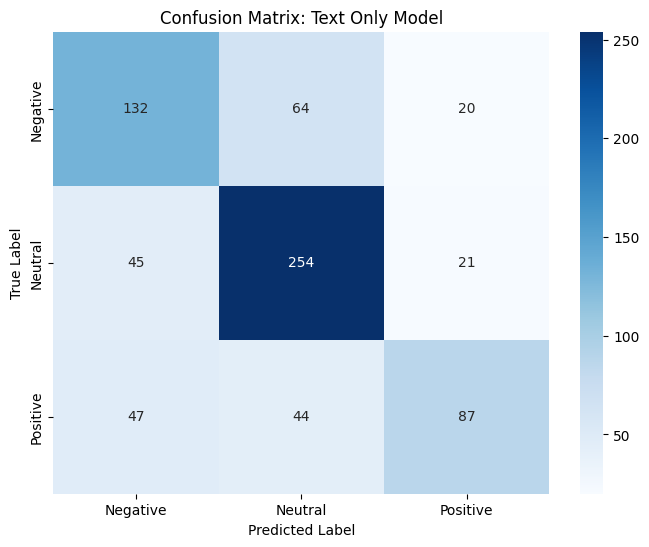 Confusion Matrix: Text Only Model
True Label
Negative
132 64 20
Neutral
45 254 21
Positive
47 44 87
Negative Neutral Positive
Predicted Label
250
200
150
100
50